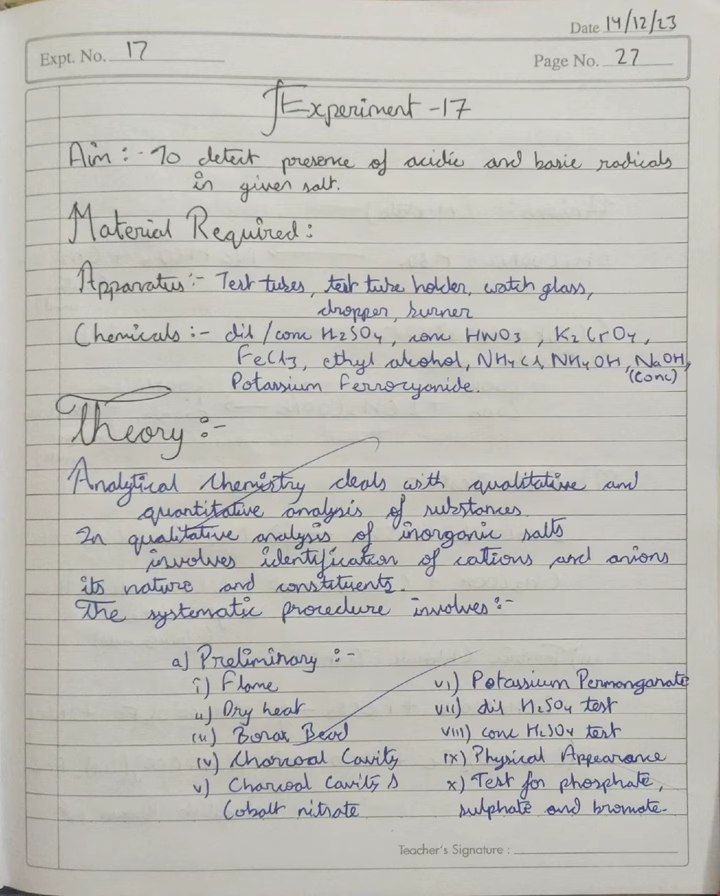 Date 14/12/23
Expt. No. 17
Page No. 27
Experiment -17
Aim :- To detect presence of acidic and basic radicals
in given salt.
Material Required :
Apparatus :- Test tubes, test tube holder, watch glass,
dropper, burner
Chemicals :- dil / conc H2SO4, conc HNO3 , K2CrO4,
FeCl3, ethyl alcohol, NH4Cl, NH4OH, NaOH,
(conc)
Potassium Ferrocyanide.
Theory :-
Analytical Chemistry deals with qualitative and
quantitative analysis of substances.
In qualitative analysis of inorganic salts
involves identification of cations and anions
its nature and constituents.
The systematic procedure involves :-
a) Preliminary :-
i) Flame
ii) Dry heat
iii) Borax Bead
iv) Charcoal Cavity
v) Charcoal Cavity &
Cobalt nitrate
vi) Potassium Permanganate
vii) dil H2SO4 test
viii) conc H2SO4 test
ix) Physical Appearance
x) Test for phosphate,
sulphate and bromate.
Teacher's Signature :